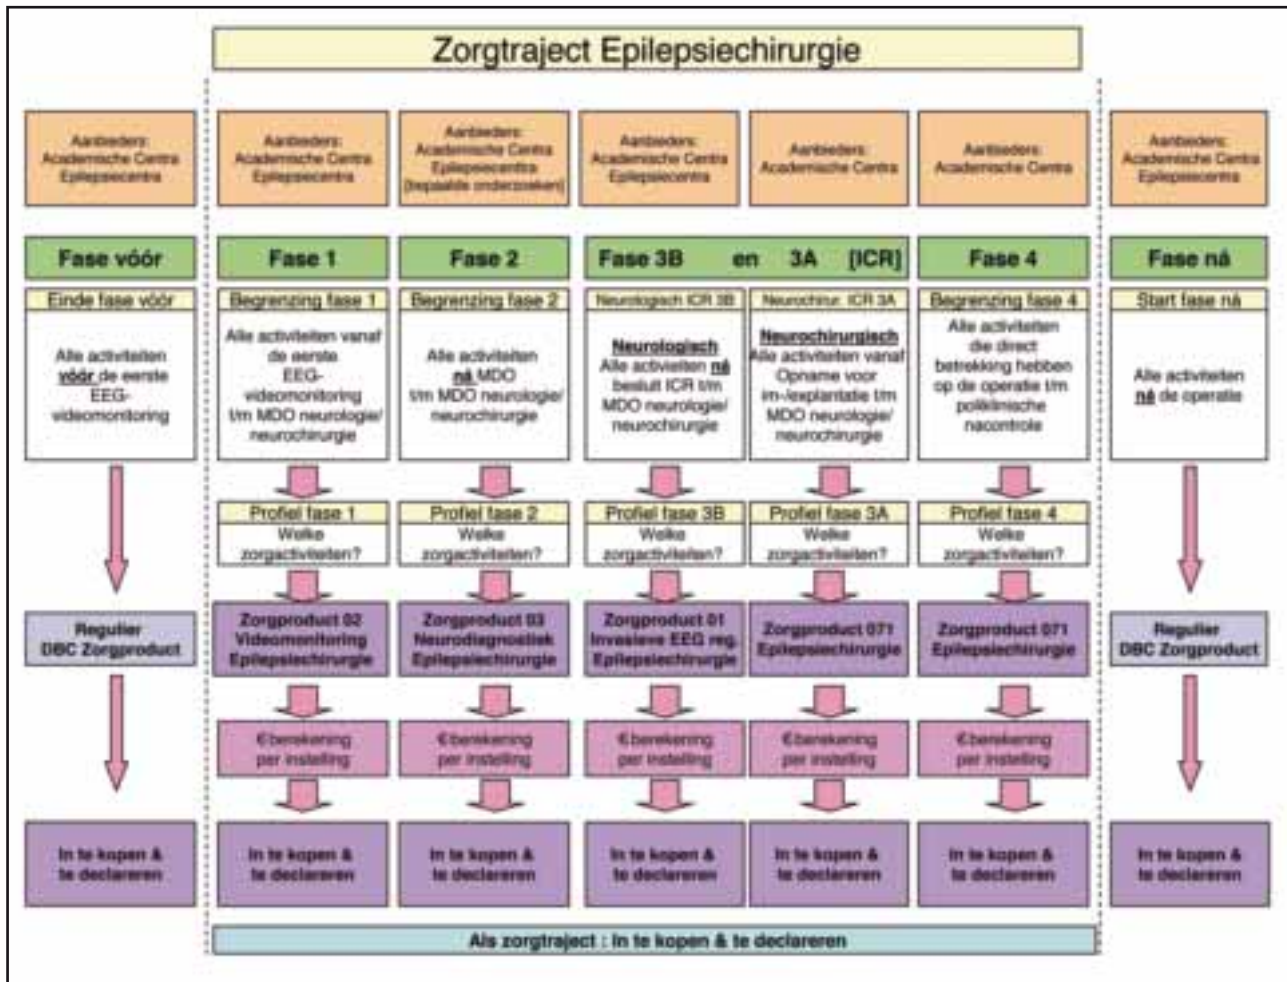 Zorgtraject Epilepsiechirurgie
Aanbieders:
Academische Centra
Epilepsiecentra
Aanbieders:
Academische Centra
Epilepsiecentra
Aanbieders:
Academische Centra
Epilepsiecentra
[bepaalde onderzoeken]
Aanbieders:
Academische Centra
Epilepsiecentra
Aanbieders:
Academische Centra
Aanbieders:
Academische Centra
Aanbieders:
Academische Centra
Epilepsiecentra
Fase vóór
Fase 1
Fase 2
Fase 3B en 3A [ICR]
Fase 4
Fase ná
Einde fase vóór
Alle activiteiten
vóór de eerste
EEG-
videomonitoring
Begrenzing fase 1
Alle activiteiten vanaf
de eerste
EEG-
videomonitoring
t/m MDO neurologie/
neurochirurgie
Begrenzing fase 2
Alle activiteiten
ná MDO
t/m MDO neurologie/
neurochirurgie
Neurologisch ICR 3B
Neurologisch
Alle activieiten ná
besluit ICR t/m
MDO neurologie/
neurochirurgie
Neurochirur. ICR 3A
Neurochirurgisch
Alle activiteiten vanaf
Opname voor
im-/explantatie t/m
MDO neurologie/
neurochirurgie
Begrenzing fase 4
Alle activiteiten
die direct
betrekking hebben
op de operatie t/m
poliklinische
nacontrole
Start fase ná
Alle activiteiten
ná de operatie
Profiel fase 1
Welke
zorgactiviteiten?
Profiel fase 2
Welke
zorgactiviteiten?
Profiel fase 3B
Welke
zorgactiviteiten?
Profiel fase 3A
Welke
zorgactiviteiten?
Profiel fase 4
Welke
zorgactiviteiten?
Regulier
DBC Zorgproduct
Zorgproduct 02
Videomonitoring
Epilepsiechirurgie
Zorgproduct 03
Neurodiagnostiek
Epilepsiechirurgie
Zorgproduct 01
Invasieve EEG reg.
Epilepsiechirurgie
Zorgproduct 071
Epilepsiechirurgie
Zorgproduct 071
Epilepsiechirurgie
Regulier
DBC Zorgproduct
€berekening
per instelling
€berekening
per instelling
€berekening
per instelling
€berekening
per instelling
€berekening
per instelling
In te kopen &
te declareren
In te kopen &
te declareren
In te kopen &
te declareren
In te kopen &
te declareren
In te kopen &
te declareren
In te kopen &
te declareren
In te kopen &
te declareren
Als zorgtraject : In te kopen & te declareren